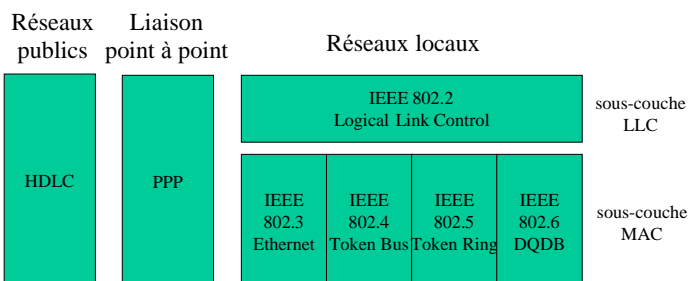 Réseaux
publics
Liaison
point à point
Réseaux locaux
HDLC
PPP
IEEE 802.2
Logical Link Control
sous-couche
LLC
IEEE
802.3
Ethernet
IEEE
802.4
Token Bus
IEEE
802.5
Token Ring
IEEE
802.6
DQDB
sous-couche
MAC